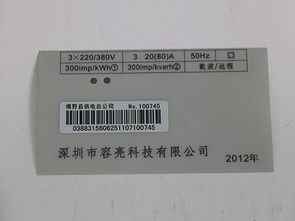 3×220/380V 3 20(80)A 50Hz
300imp/kWh① 300imp/kvarh② 载波/远程
博野县供电总公司 No.100745
0388315606251107100745
深圳市容亮科技有限公司 2012年